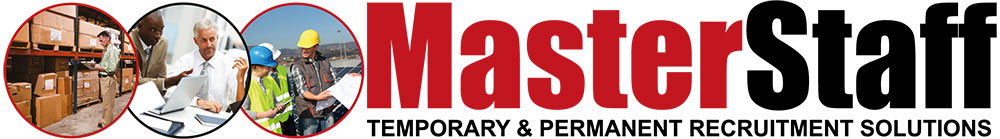 MasterStaff
TEMPORARY & PERMANENT RECRUITMENT SOLUTIONS